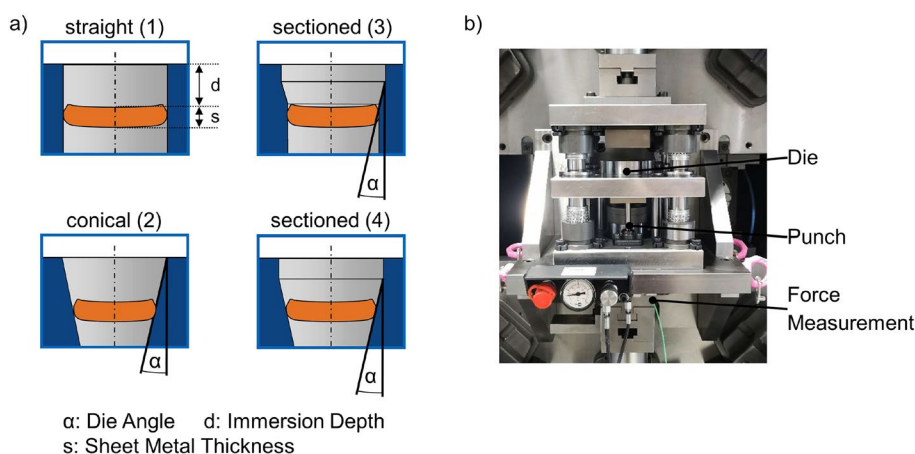 a)
straight (1)
sectioned (3)
d
s
α
conical (2)
sectioned (4)
α
α
α: Die Angle d: Immersion Depth
s: Sheet Metal Thickness
b)
Die
Punch
Force
Measurement